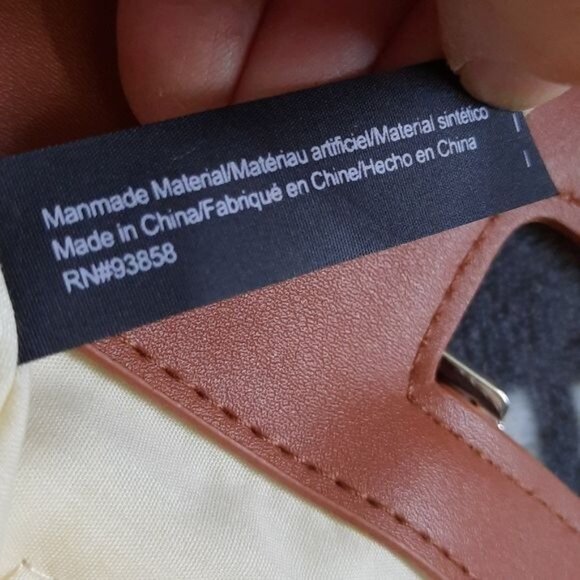 Manmade Material/Matériau artificiel/Material sintético
Made in China/Fabriqué en Chine/Hecho en China
RN#93858